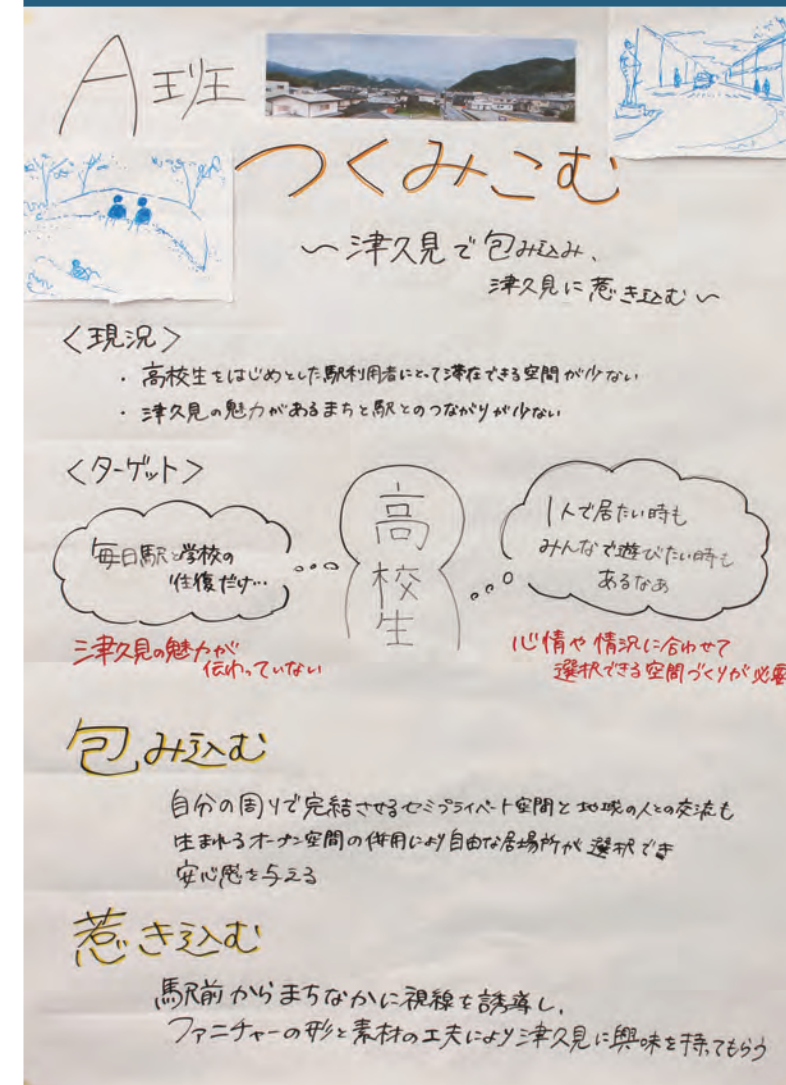 A班
つくみこむ
〜津久見で包み込み、
津久見に惹き込む〜
〈現況〉
・高校生をはじめとした駅利用者にとって滞在できる空間が少ない
・津久見の魅力があるまちと駅とのつながりが少ない
〈ターゲット〉
毎日駅と学校の
往復だけ…
高校生
1人で居たい時も
みんなで遊びたい時も
あるなあ
津久見の魅力が
伝わっていない
心情や情況に合わせて
選択できる空間づくりが必要
包み込む
自分の周りで完結させるセミプライベート空間と地域の人との交流も
生まれるオープン空間の併用により自由な居場所が選択でき
安心感を与える
惹き込む
駅前からまちなかに視線を誘導し、
ファニチャーの形と素材の工夫により津久見に興味を持ってもらう